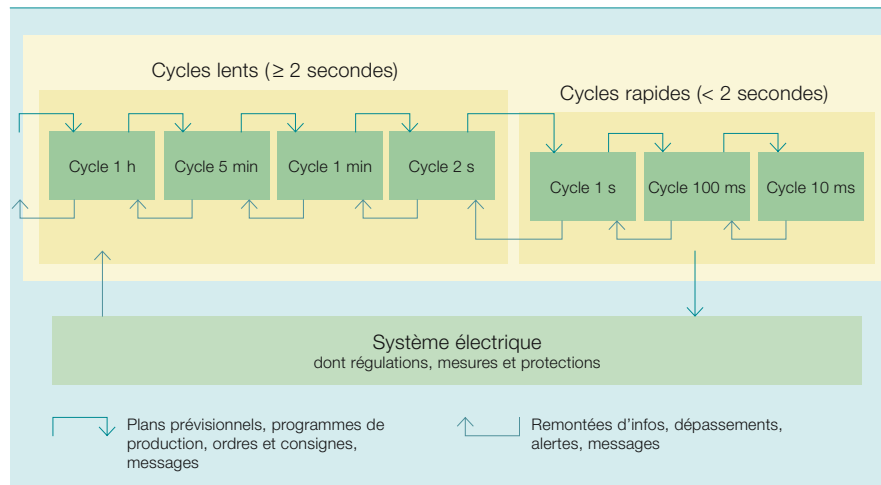 Cycles lents (≥ 2 secondes)
Cycles rapides (< 2 secondes)
Cycle 1 h
Cycle 5 min
Cycle 1 min
Cycle 2 s
Cycle 1 s
Cycle 100 ms
Cycle 10 ms
Système électrique
dont régulations, mesures et protections
Plans prévisionnels, programmes de
production, ordres et consignes,
messages
Remontées d’infos, dépassements,
alertes, messages